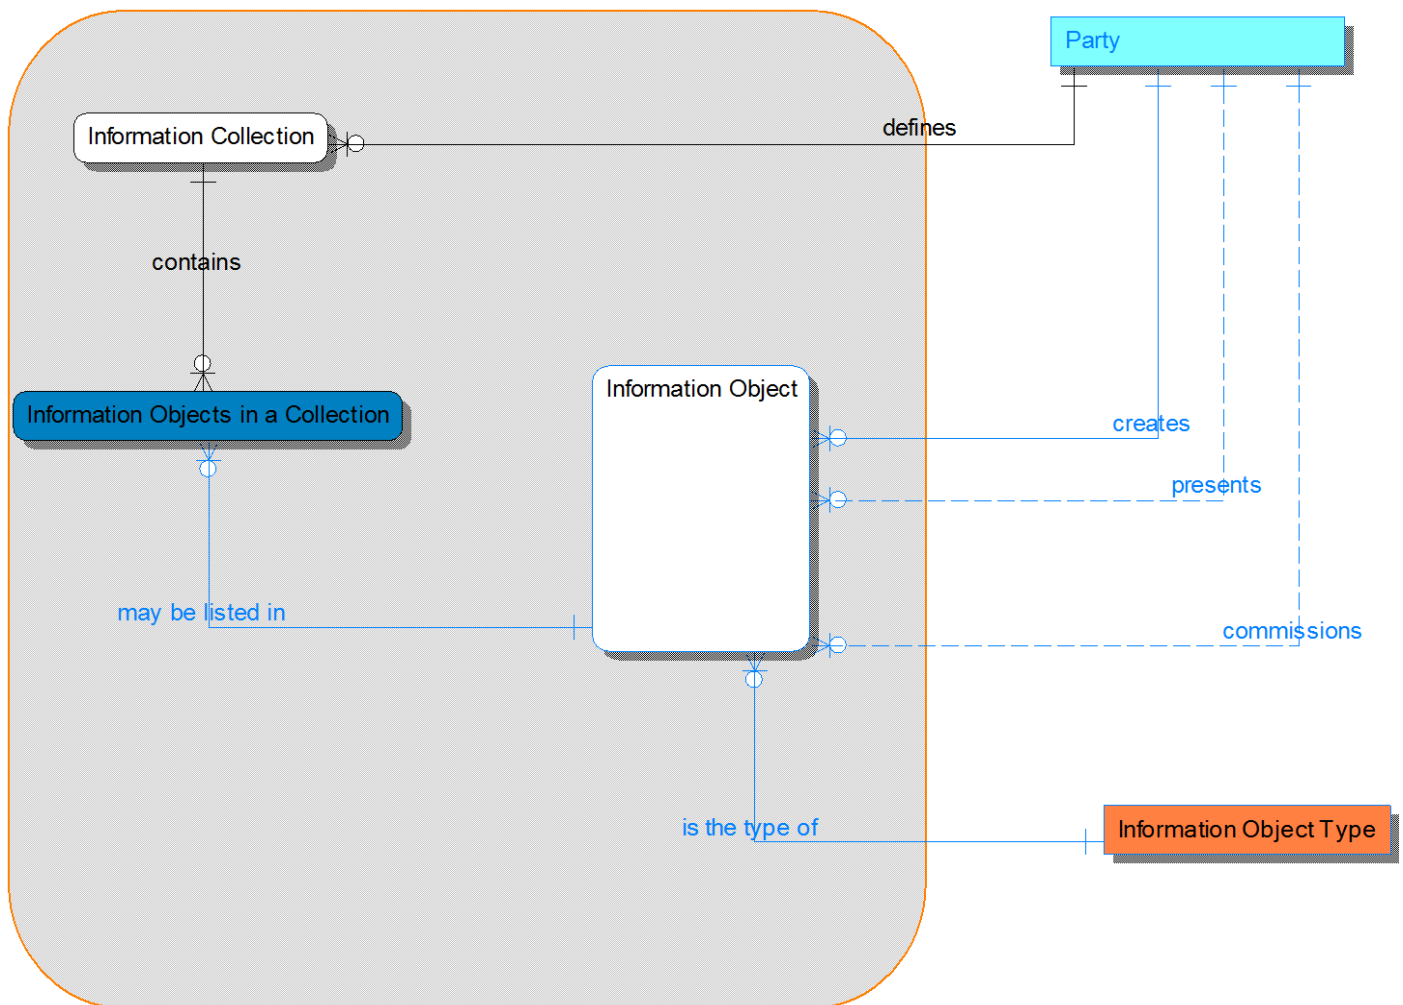 Party
defines
Information Collection
contains
Information Object
Information Objects in a Collection
creates
presents
may be listed in
commissions
is the type of
Information Object Type